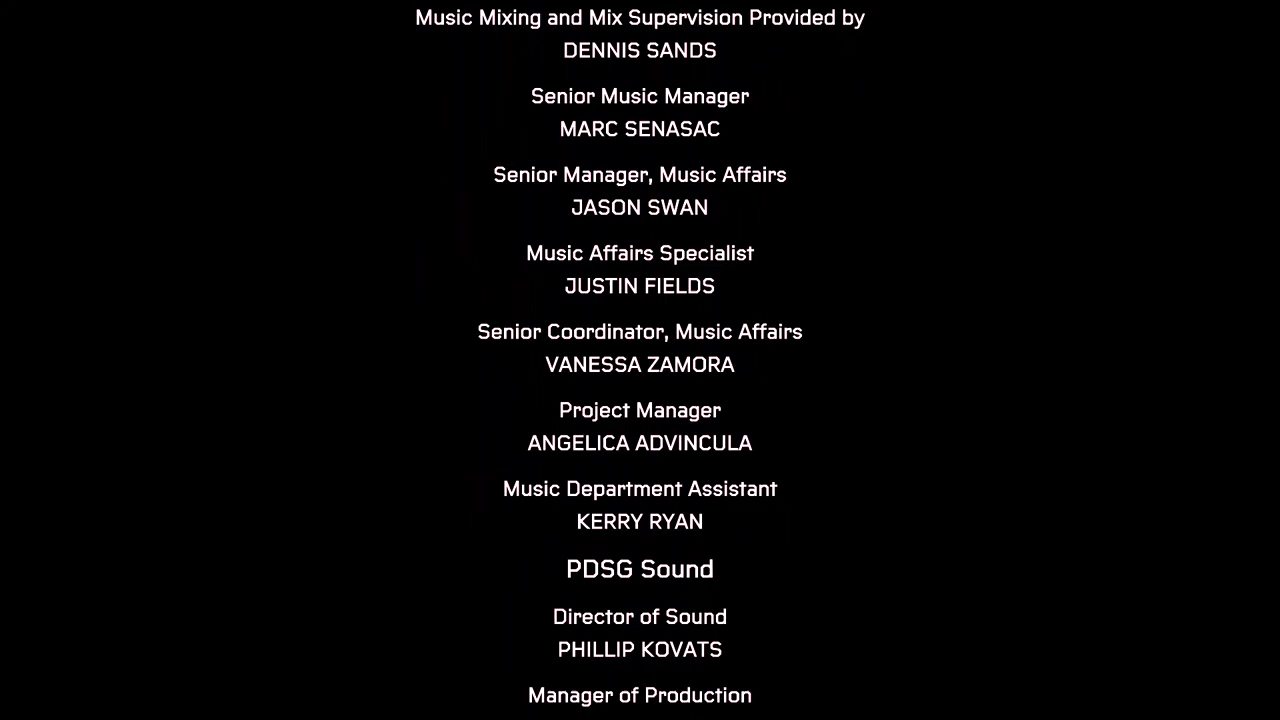 Music Mixing and Mix Supervision Provided by
DENNIS SANDS
Senior Music Manager
MARC SENASAC
Senior Manager, Music Affairs
JASON SWAN
Music Affairs Specialist
JUSTIN FIELDS
Senior Coordinator, Music Affairs
VANESSA ZAMORA
Project Manager
ANGELICA ADVINCULA
Music Department Assistant
KERRY RYAN
PDSG Sound
Director of Sound
PHILLIP KOVATS
Manager of Production